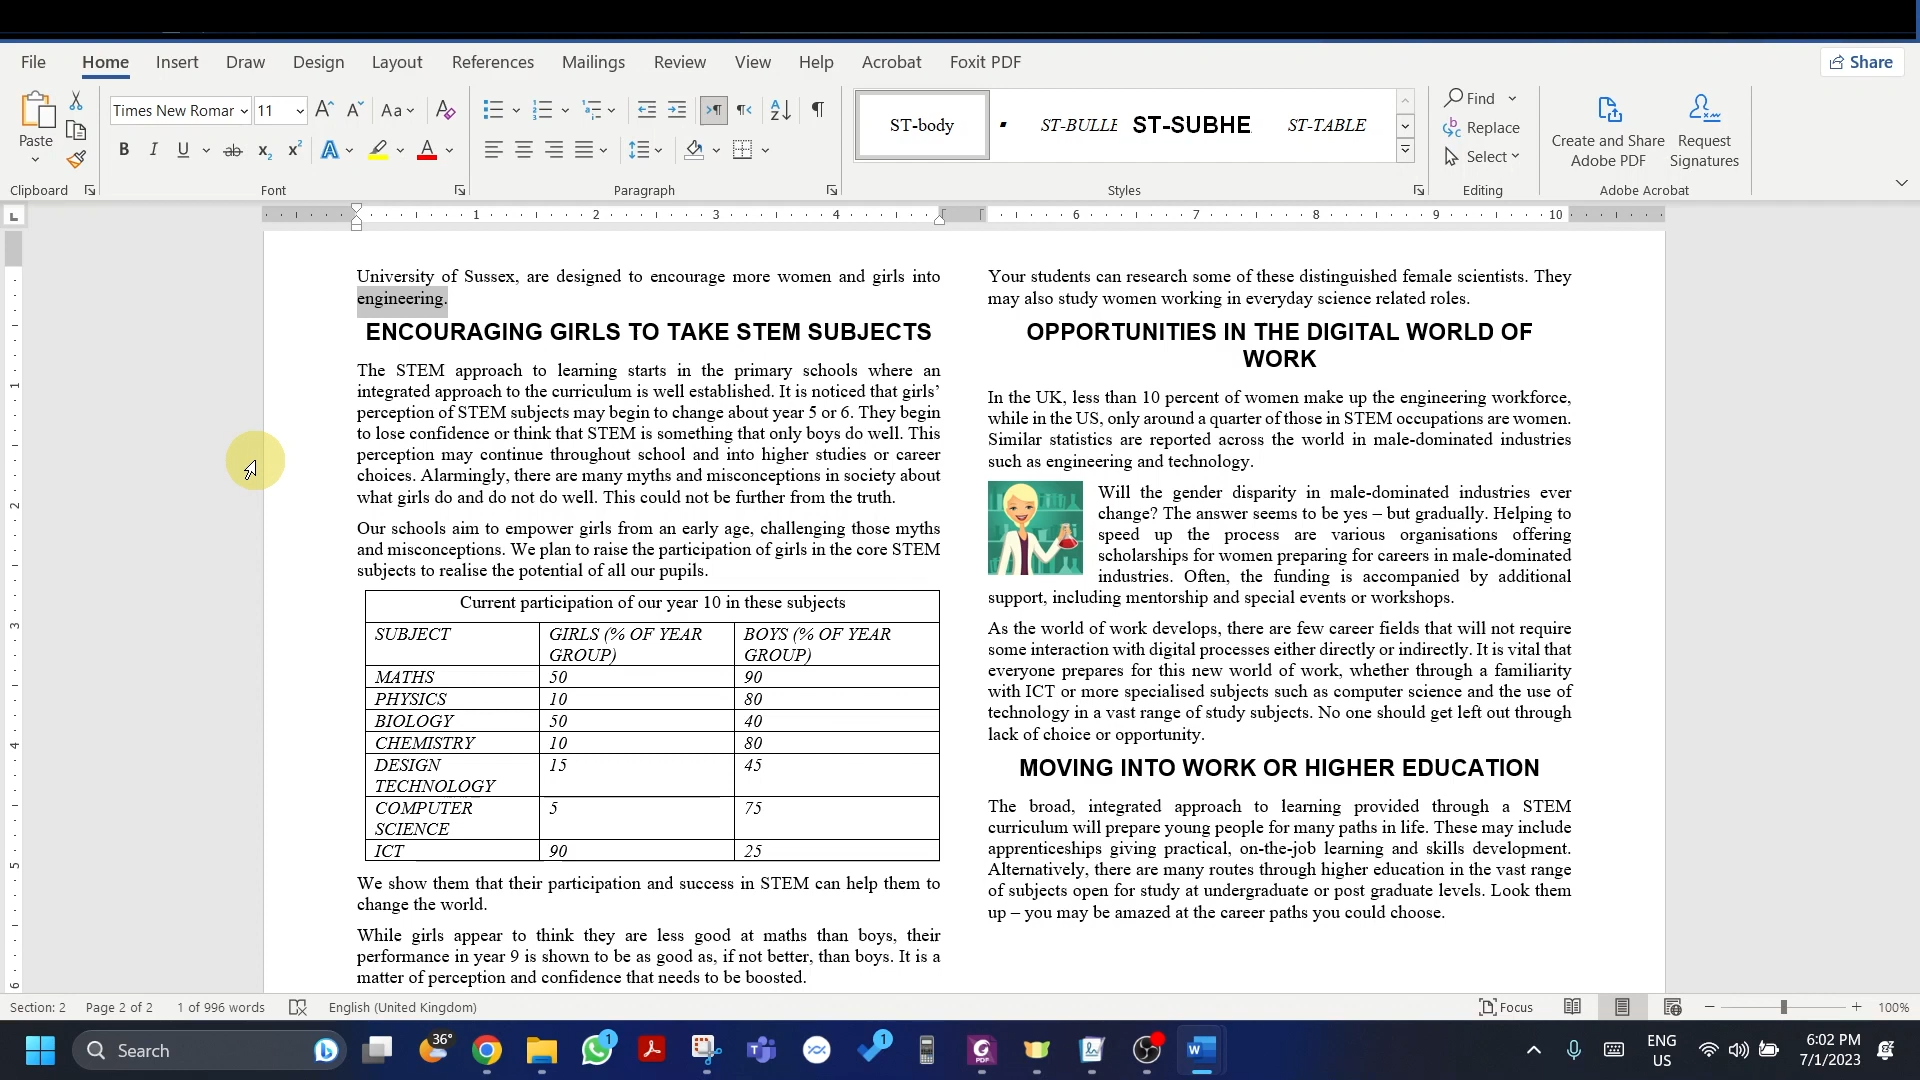 File Home Insert Draw Design Layout References Mailings Review View Help Acrobat Foxit PDF Share
Times New Romar 11 Aa
ST-body ST-BULLE ST-SUBHE ST-TABLE
Find
Replace
Select
Paste
Create and Share Adobe PDF
Request Signatures
Clipboard Font Paragraph Styles Editing Adobe Acrobat
1 2 3 4 6 7 8 9 10
University of Sussex, are designed to encourage more women and girls into
engineering.
ENCOURAGING GIRLS TO TAKE STEM SUBJECTS
The STEM approach to learning starts in the primary schools where an
integrated approach to the curriculum is well established. It is noticed that girls’
perception of STEM subjects may begin to change about year 5 or 6. They begin
to lose confidence or think that STEM is something that only boys do well. This
perception may continue throughout school and into higher studies or career
choices. Alarmingly, there are many myths and misconceptions in society about
what girls do and do not do well. This could not be further from the truth.
Our schools aim to empower girls from an early age, challenging those myths
and misconceptions. We plan to raise the participation of girls in the core STEM
subjects to realise the potential of all our pupils.
Current participation of our year 10 in these subjects
SUBJECT GIRLS (% OF YEAR GROUP) BOYS (% OF YEAR GROUP)
MATHS 50 90
PHYSICS 10 80
BIOLOGY 50 40
CHEMISTRY 10 80
DESIGN TECHNOLOGY 15 45
COMPUTER SCIENCE 5 75
ICT 90 25
We show them that their participation and success in STEM can help them to
change the world.
While girls appear to think they are less good at maths than boys, their
performance in year 9 is shown to be as good as, if not better, than boys. It is a
matter of perception and confidence that needs to be boosted.
Your students can research some of these distinguished female scientists. They
may also study women working in everyday science related roles.
OPPORTUNITIES IN THE DIGITAL WORLD OF
WORK
In the UK, less than 10 percent of women make up the engineering workforce,
while in the US, only around a quarter of those in STEM occupations are women.
Similar statistics are reported across the world in male-dominated industries
such as engineering and technology.
Will the gender disparity in male-dominated industries ever
change? The answer seems to be yes – but gradually. Helping to
speed up the process are various organisations offering
scholarships for women preparing for careers in male-dominated
industries. Often, the funding is accompanied by additional
support, including mentorship and special events or workshops.
As the world of work develops, there are few career fields that will not require
some interaction with digital processes either directly or indirectly. It is vital that
everyone prepares for this new world of work, whether through a familiarity
with ICT or more specialised subjects such as computer science and the use of
technology in a vast range of study subjects. No one should get left out through
lack of choice or opportunity.
MOVING INTO WORK OR HIGHER EDUCATION
The broad, integrated approach to learning provided through a STEM
curriculum will prepare young people for many paths in life. These may include
apprenticeships giving practical, on-the-job learning and skills development.
Alternatively, there are many routes through higher education in the vast range
of subjects open for study at undergraduate or post graduate levels. Look them
up – you may be amazed at the career paths you could choose.
1
2
3
4
5
6
Section: 2 Page 2 of 2 1 of 996 words English (United Kingdom) Focus 100%
Search 36° 1 1 ENG 6:02 PM
US 7/1/2023